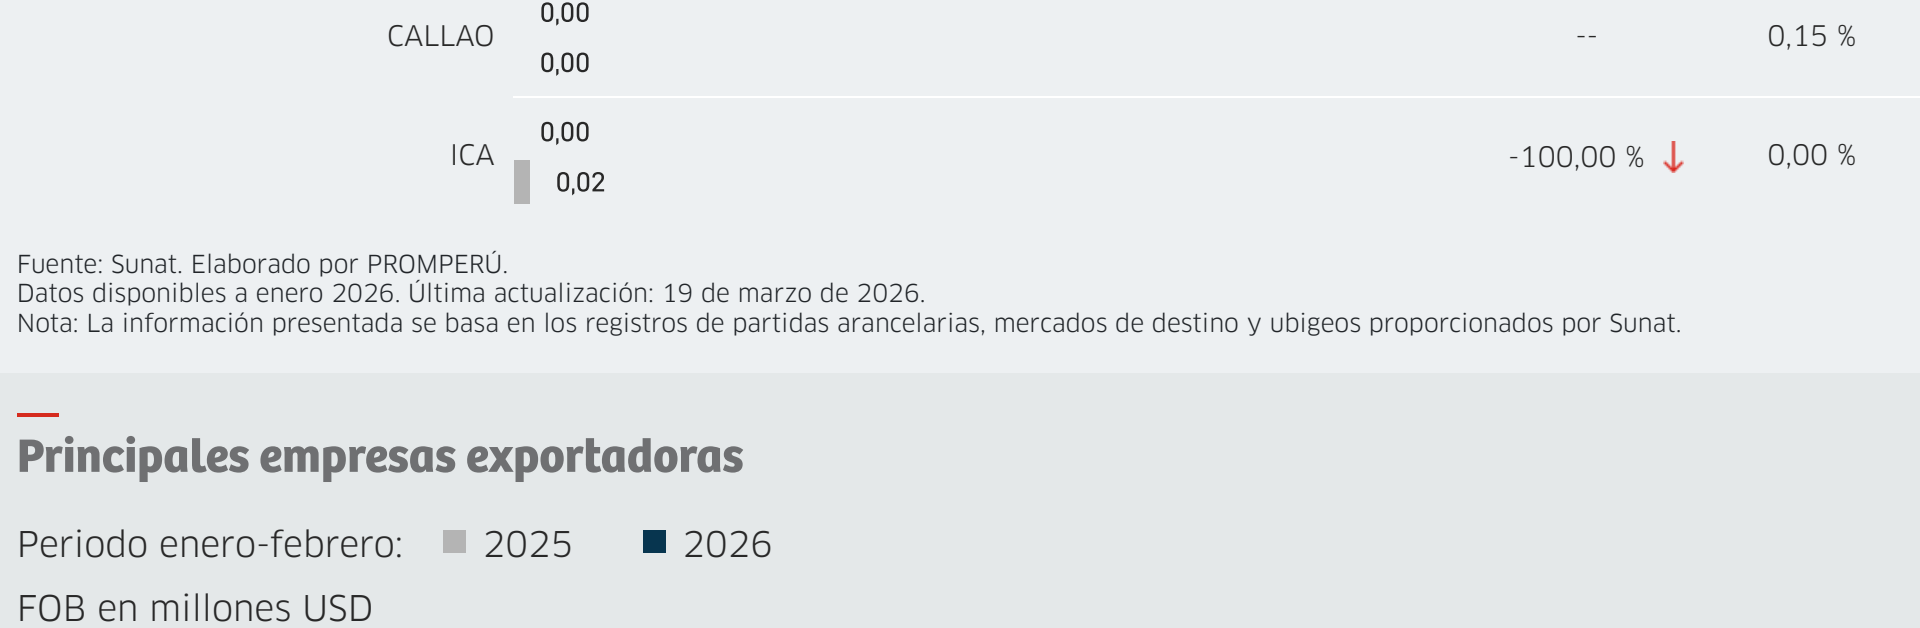 0,00
CALLAO -- 0,15 %
0,00
0,00
ICA -100,00 % ↓ 0,00 %
0,02
Fuente: Sunat. Elaborado por PROMPERÚ.
Datos disponibles a enero 2026. Última actualización: 19 de marzo de 2026.
Nota: La información presentada se basa en los registros de partidas arancelarias, mercados de destino y ubigeos proporcionados por Sunat.
Principales empresas exportadoras
Periodo enero-febrero: 2025 2026
FOB en millones USD